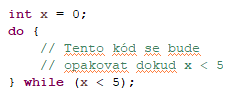 int x = 0;
do {
    // Tento kód se bude
    // opakovat dokud x < 5
} while (x < 5);